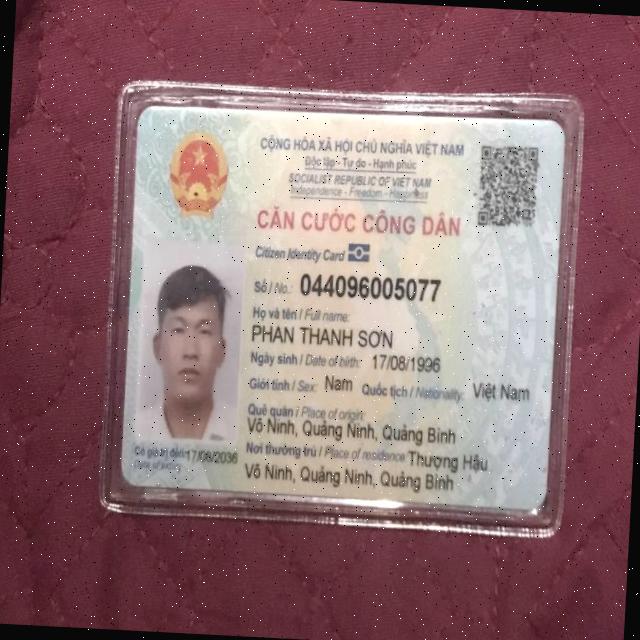 CỘNG HÒA XÃ HỘI CHỦ NGHĨA VIỆT NAM
Độc lập - Tự do - Hạnh phúc
SOCIALIST REPUBLIC OF VIET NAM
Independence - Freedom - Happiness
CĂN CƯỚC CÔNG DÂN
Citizen Identity Card
Số / No.: 044096005077
Họ và tên / Full name:
PHAN THANH SƠN
Ngày sinh / Date of birth: 17/08/1996
Giới tính / Sex: Nam Quốc tịch / Nationality: Việt Nam
Quê quán / Place of origin:
Võ Ninh, Quảng Ninh, Quảng Bình
Nơi thường trú / Place of residence Thượng Hậu
Võ Ninh, Quảng Ninh, Quảng Bình
Có giá trị đến: 17/08/2036
Date of expiry